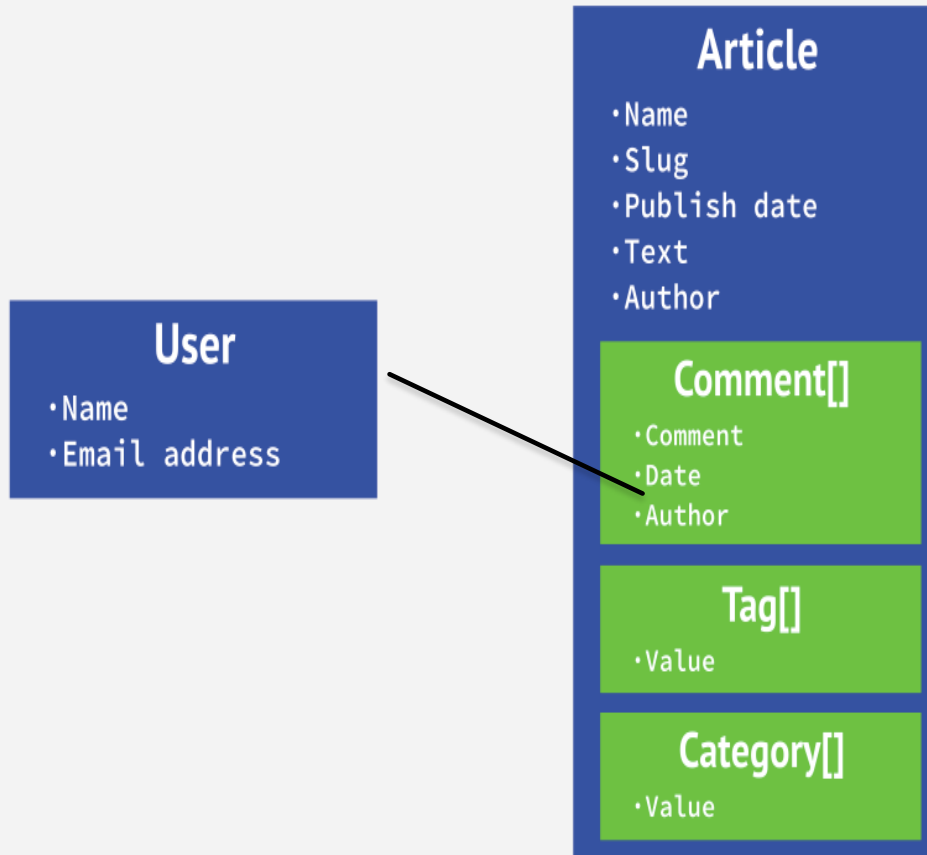 User
·Name
·Email address
Article
·Name
·Slug
·Publish date
·Text
·Author
Comment[]
·Comment
·Date
·Author
Tag[]
·Value
Category[]
·Value